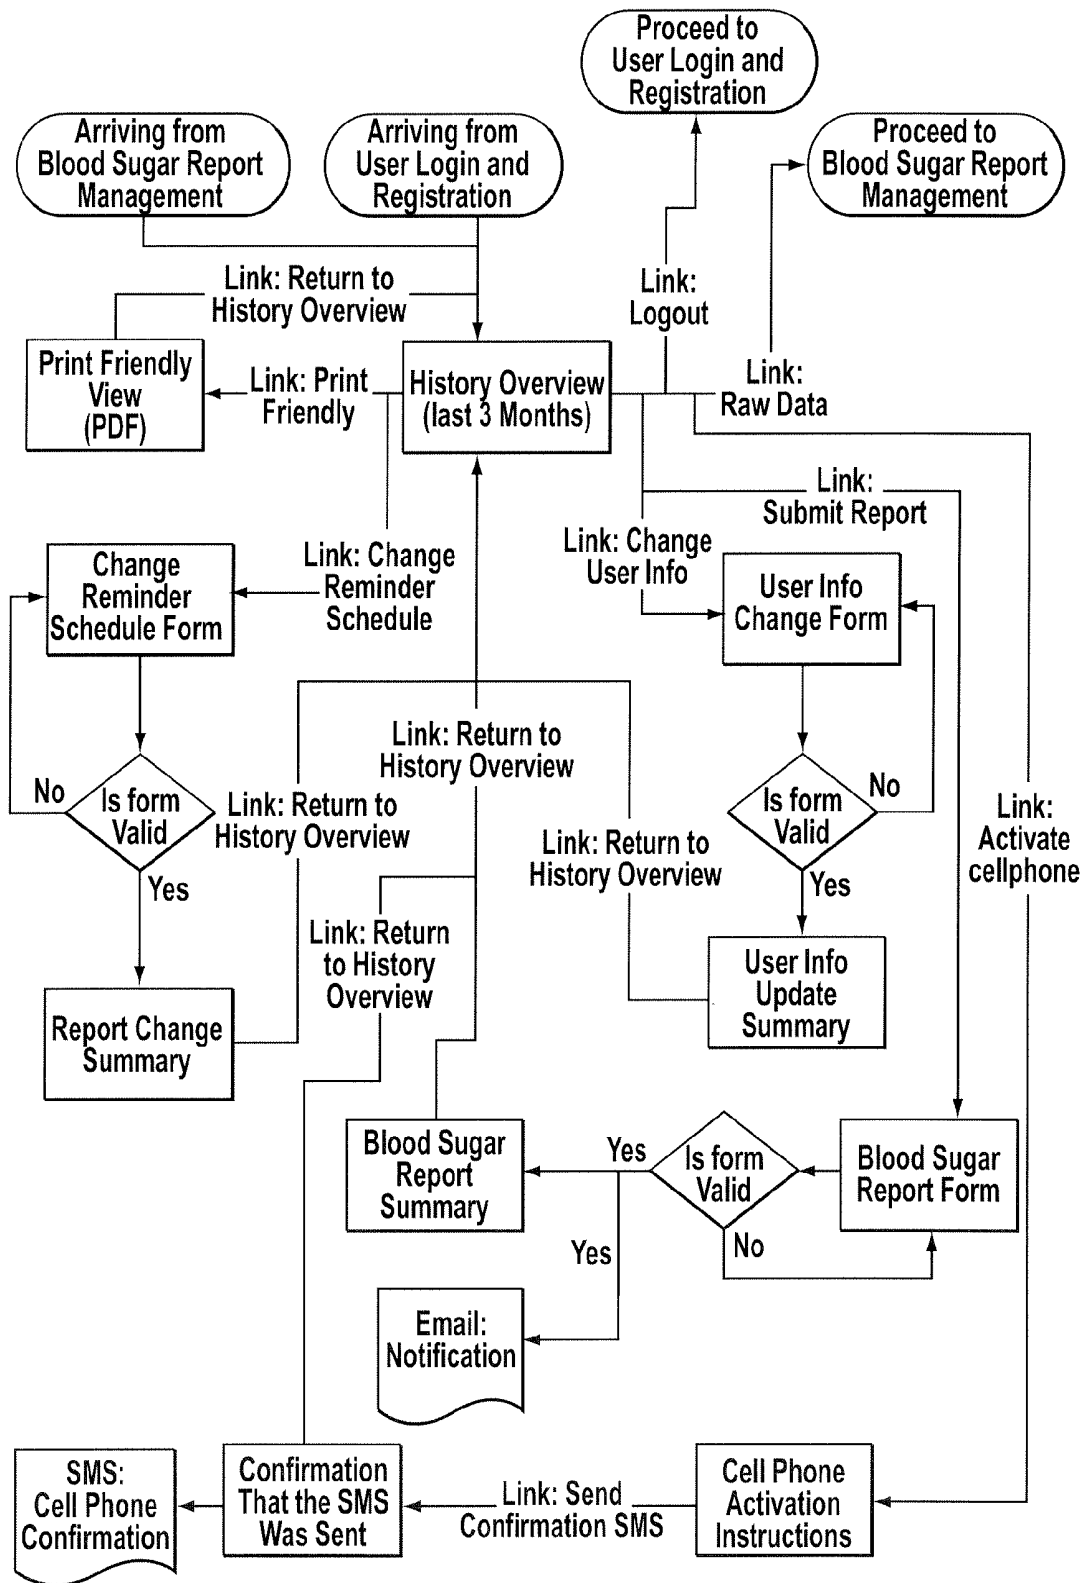 Proceed to
User Login and
Registration
Arriving from
Blood Sugar Report
Management
Arriving from
User Login and
Registration
Proceed to
Blood Sugar Report
Management
Link: Return to
History Overview
Link:
Logout
Print Friendly
View
(PDF)
Link: Print
Friendly
History Overview
(last 3 Months)
Link:
Raw Data
Link:
Submit Report
Change
Reminder
Schedule Form
Link: Change
Reminder
Schedule
Link: Change
User Info
User Info
Change Form
Link: Return to
History Overview
No
Is form
Valid
Yes
Link: Return to
History Overview
Link: Return to
History Overview
Is form
Valid
No
Yes
Link:
Activate
cellphone
Link: Return
to History
Overview
Report Change
Summary
User Info
Update
Summary
Blood Sugar
Report
Summary
Yes
Is form
Valid
Blood Sugar
Report Form
No
Yes
Email:
Notification
SMS:
Cell Phone
Confirmation
Confirmation
That the SMS
Was Sent
Link: Send
Confirmation SMS
Cell Phone
Activation
Instructions